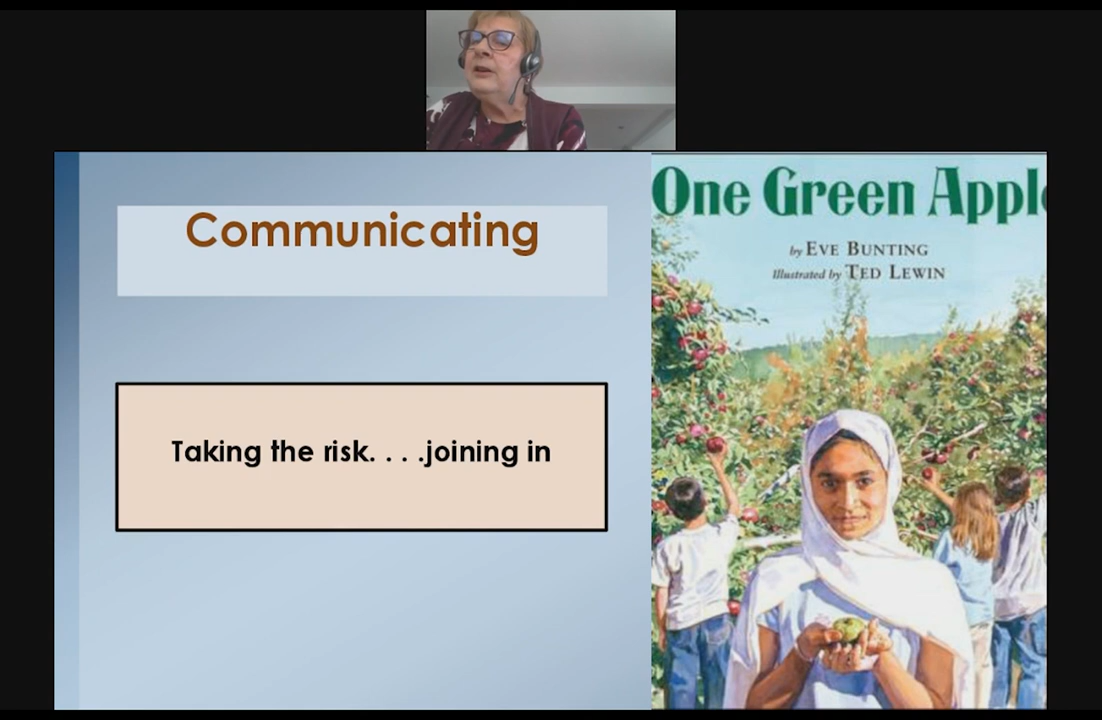 Communicating
Taking the risk. . . .joining in
One Green Apple
by EVE BUNTING
Illustrated by TED LEWIN